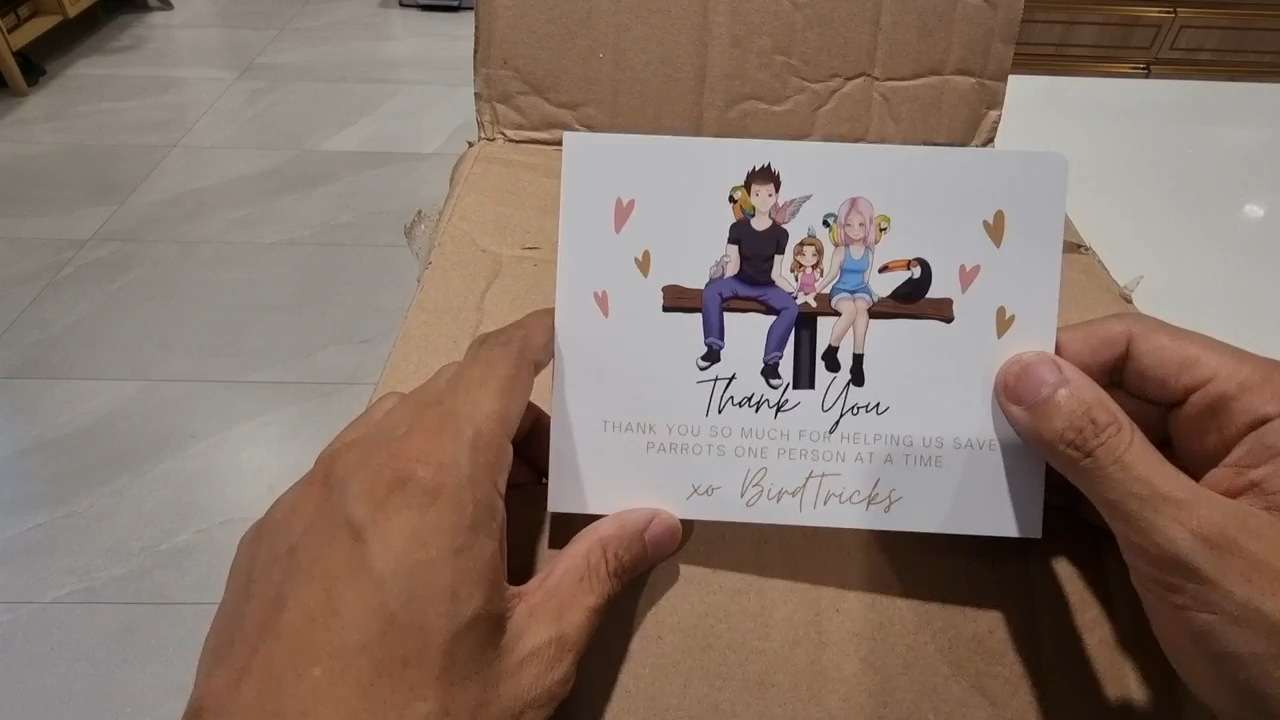 Thank You
THANK YOU SO MUCH FOR HELPING US SAVE
PARROTS ONE PERSON AT A TIME
xo BirdTricks